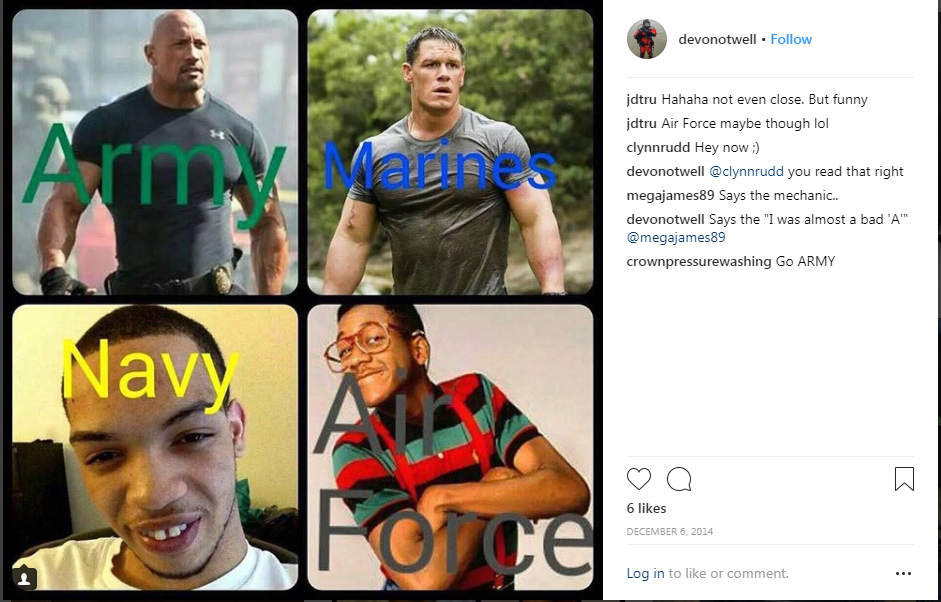 Army
Marines
Navy
Air
Force
devonotwell • Follow
jdtru Hahaha not even close. But funny
jdtru Air Force maybe though lol
clynnrudd Hey now ;)
devonotwell @clynnrudd you read that right
megajames89 Says the mechanic..
devonotwell Says the "I was almost a bad 'A'"
@megajames89
crownpressurewashing Go ARMY
6 likes
DECEMBER 6, 2014
Log in to like or comment.